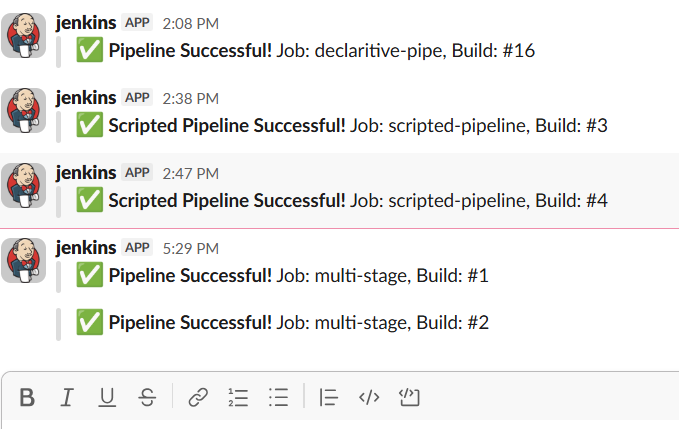 jenkins APP 2:08 PM
✅ Pipeline Successful! Job: declaritive-pipe, Build: #16
jenkins APP 2:38 PM
✅ Scripted Pipeline Successful! Job: scripted-pipeline, Build: #3
jenkins APP 2:47 PM
✅ Scripted Pipeline Successful! Job: scripted-pipeline, Build: #4
jenkins APP 5:29 PM
✅ Pipeline Successful! Job: multi-stage, Build: #1
✅ Pipeline Successful! Job: multi-stage, Build: #2
B I U S